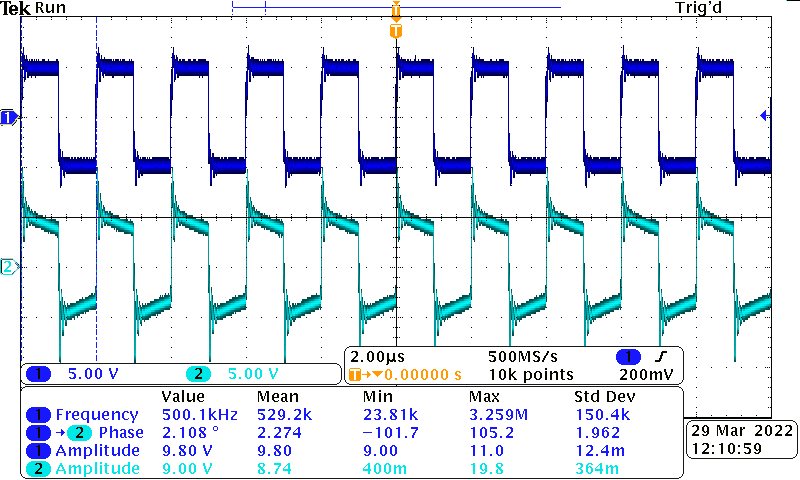 Tek Run Trig'd
T
T
1
2
1 5.00 V 2 5.00 V
2.00µs 500MS/s 1
T→▼0.00000 s 10k points 200mV
Value Mean Min Max Std Dev
1 Frequency 500.1kHz 529.2k 23.81k 3.259M 150.4k
1 → 2 Phase 2.108 ° 2.274 −101.7 105.2 1.962
1 Amplitude 9.80 V 9.80 9.00 11.0 12.4m
2 Amplitude 9.00 V 8.74 400m 19.8 364m
29 Mar 2022
12:10:59